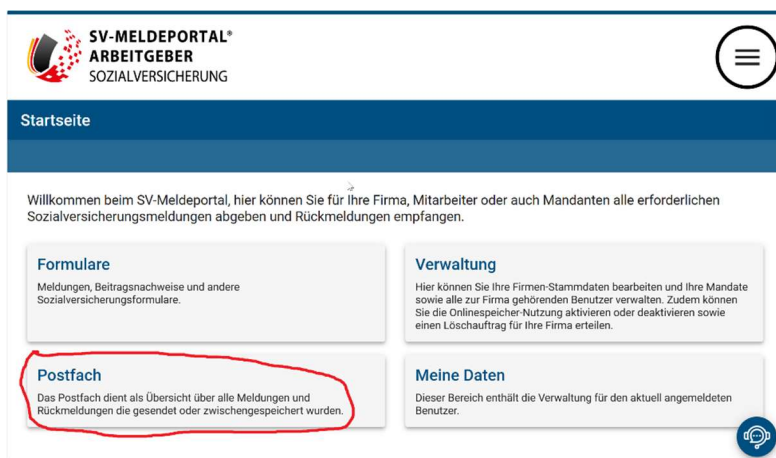 SV-MELDEPORTAL®
ARBEITGEBER
SOZIALVERSICHERUNG
Startseite
Willkommen beim SV-Meldeportal, hier können Sie für Ihre Firma, Mitarbeiter oder auch Mandanten alle erforderlichen
Sozialversicherungsmeldungen abgeben und Rückmeldungen empfangen.
Formulare
Meldungen, Beitragsnachweise und andere
Sozialversicherungsformulare.
Verwaltung
Hier können Sie Ihre Firmen-Stammdaten bearbeiten und Ihre Mandate
sowie alle zur Firma gehörenden Benutzer verwalten. Zudem können
Sie die Onlinespeicher-Nutzung aktivieren oder deaktivieren sowie
einen Löschauftrag für Ihre Firma erteilen.
Postfach
Das Postfach dient als Übersicht über alle Meldungen und
Rückmeldungen die gesendet oder zwischengespeichert wurden.
Meine Daten
Dieser Bereich enthält die Verwaltung für den aktuell angemeldeten
Benutzer.